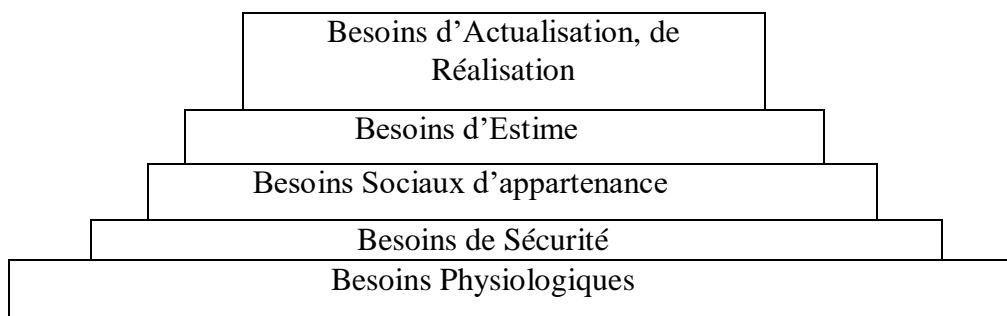 Besoins d’Actualisation, de
Réalisation
Besoins d’Estime
Besoins Sociaux d’appartenance
Besoins de Sécurité
Besoins Physiologiques